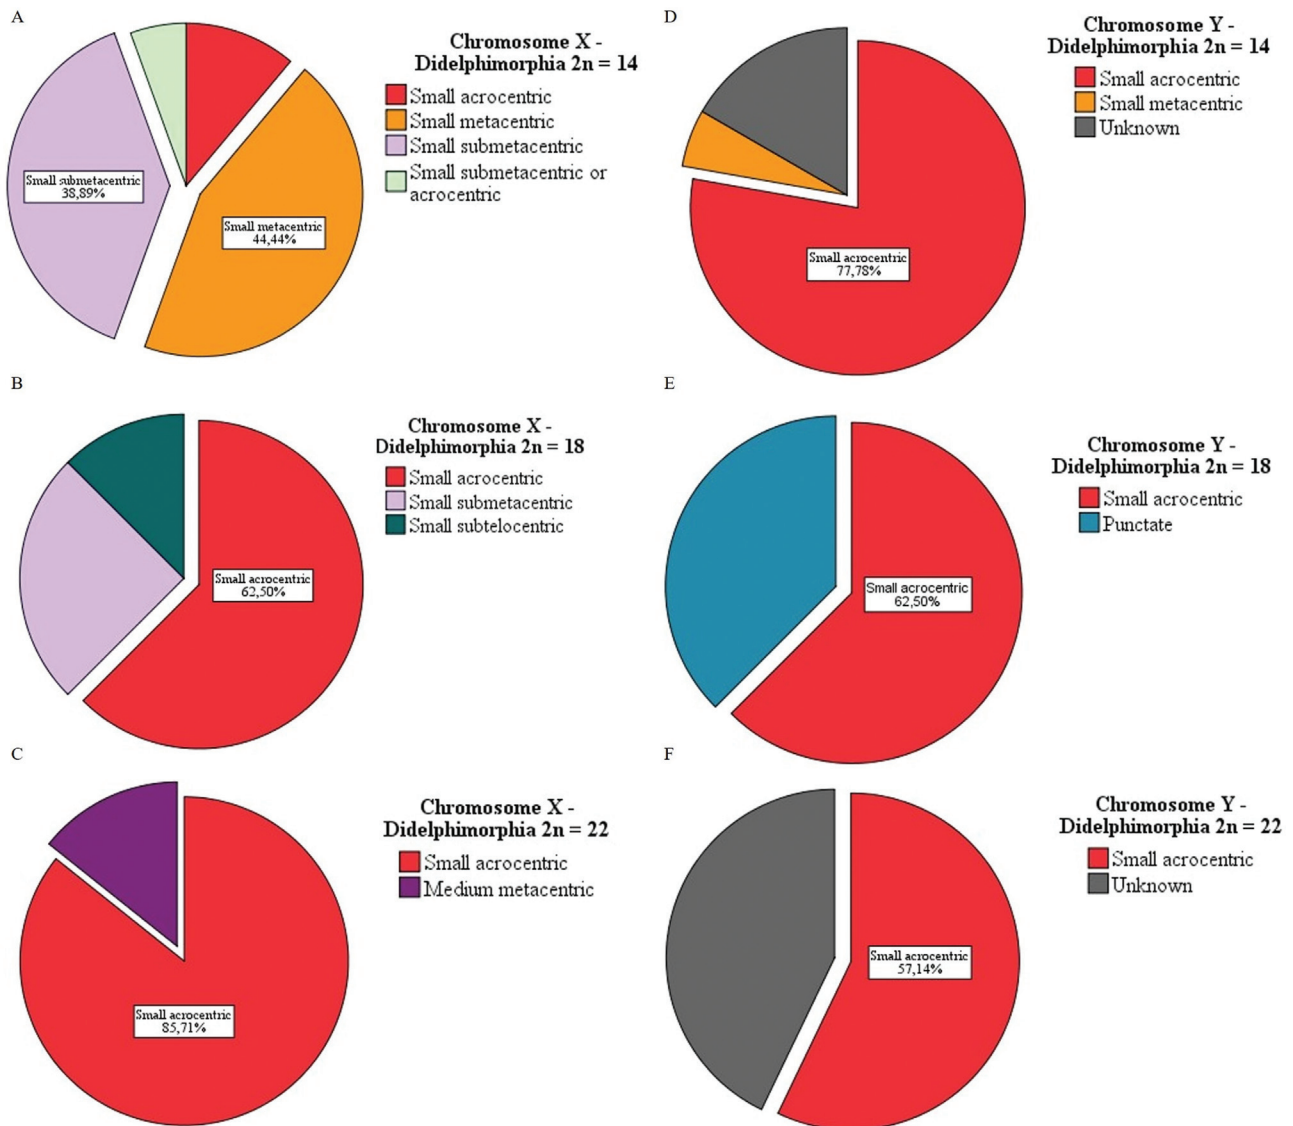 A
Chromosome X -
Didelphimorphia 2n = 14
Small acrocentric
Small metacentric
Small submetacentric
Small submetacentric or
acrocentric
Small submetacentric
38,89%
Small metacentric
44,44%
D
Chromosome Y -
Didelphimorphia 2n = 14
Small acrocentric
Small metacentric
Unknown
Small acrocentric
77,78%
B
Chromosome X -
Didelphimorphia 2n = 18
Small acrocentric
Small submetacentric
Small subtelocentric
Small acrocentric
62,50%
E
Chromosome Y -
Didelphimorphia 2n = 18
Small acrocentric
Punctate
Small acrocentric
62,50%
C
Chromosome X -
Didelphimorphia 2n = 22
Small acrocentric
Medium metacentric
Small acrocentric
85,71%
F
Chromosome Y -
Didelphimorphia 2n = 22
Small acrocentric
Unknown
Small acrocentric
57,14%